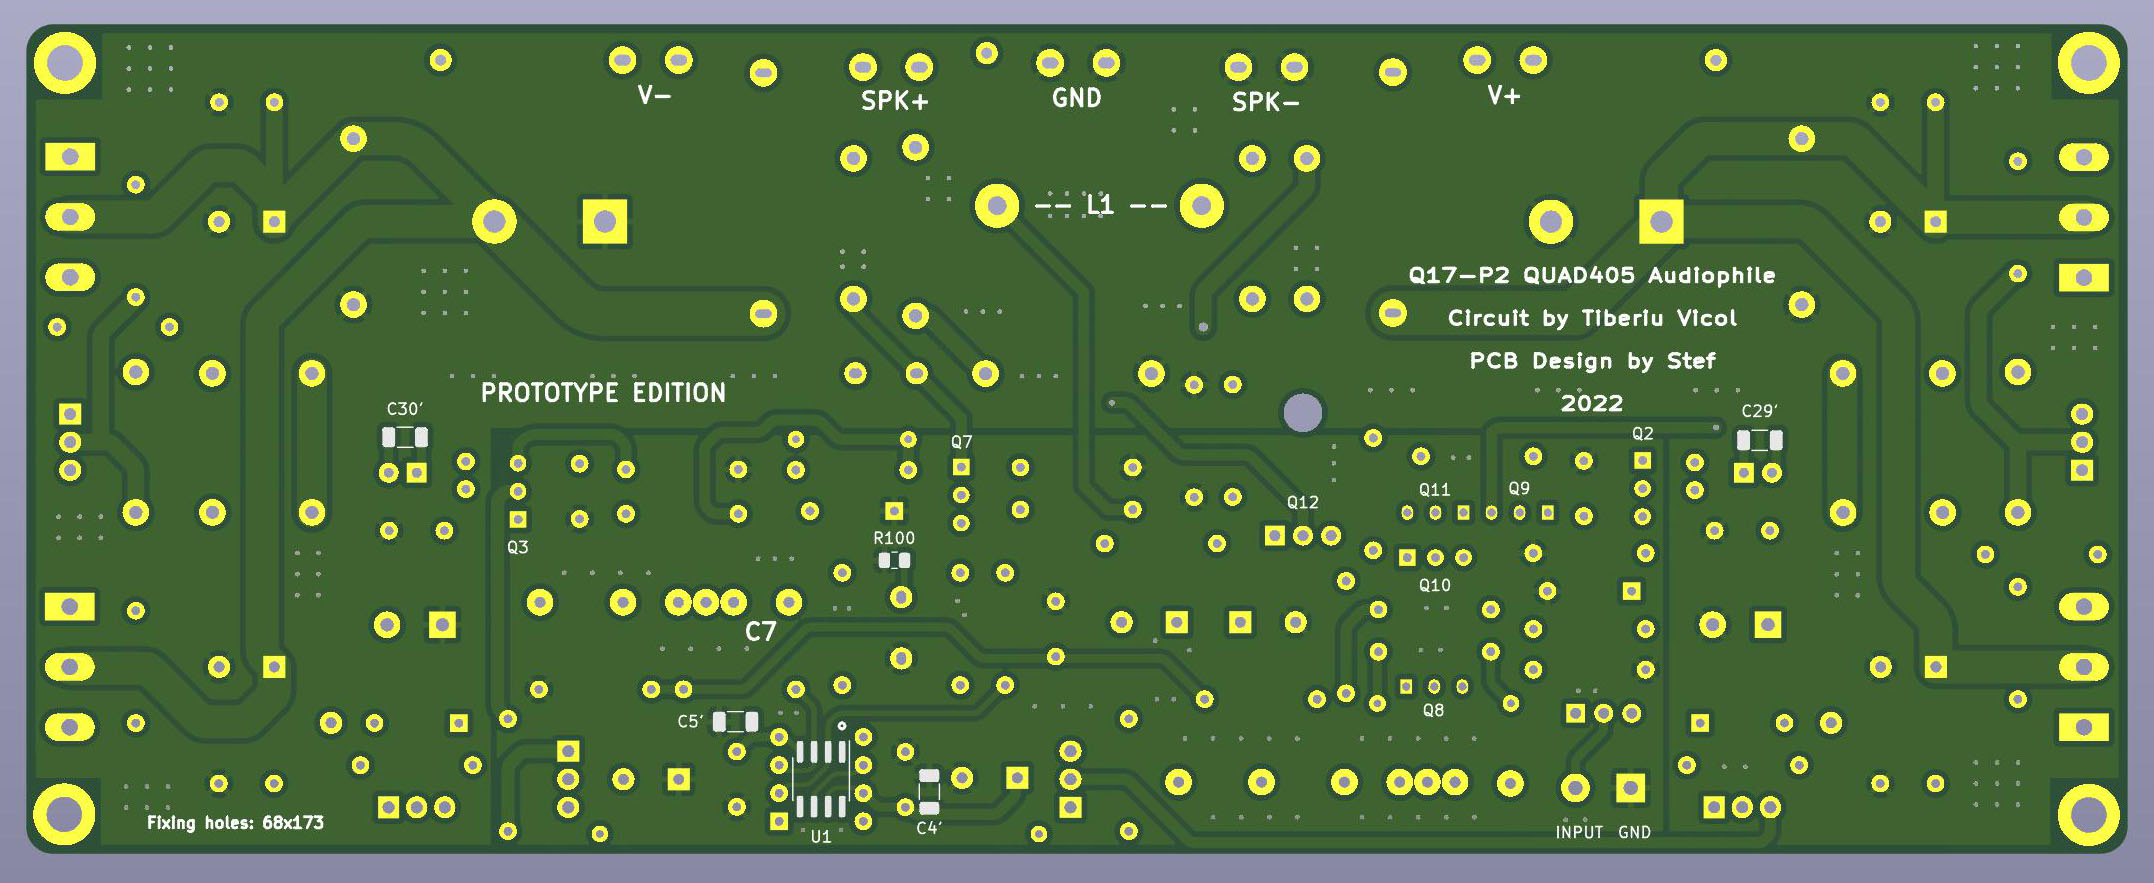 V-
SPK+
GND
SPK-
V+
-- L1 --
Q17-P2 QUAD405 Audiophile
Circuit by Tiberiu Vicol
PCB Design by Stef
2022
PROTOTYPE EDITION
C30'
C29'
Q7
Q2
Q12
Q11
Q9
Q3
R100
Q10
C7
Q8
C5'
U1
C4'
Fixing holes: 68x173
INPUT GND